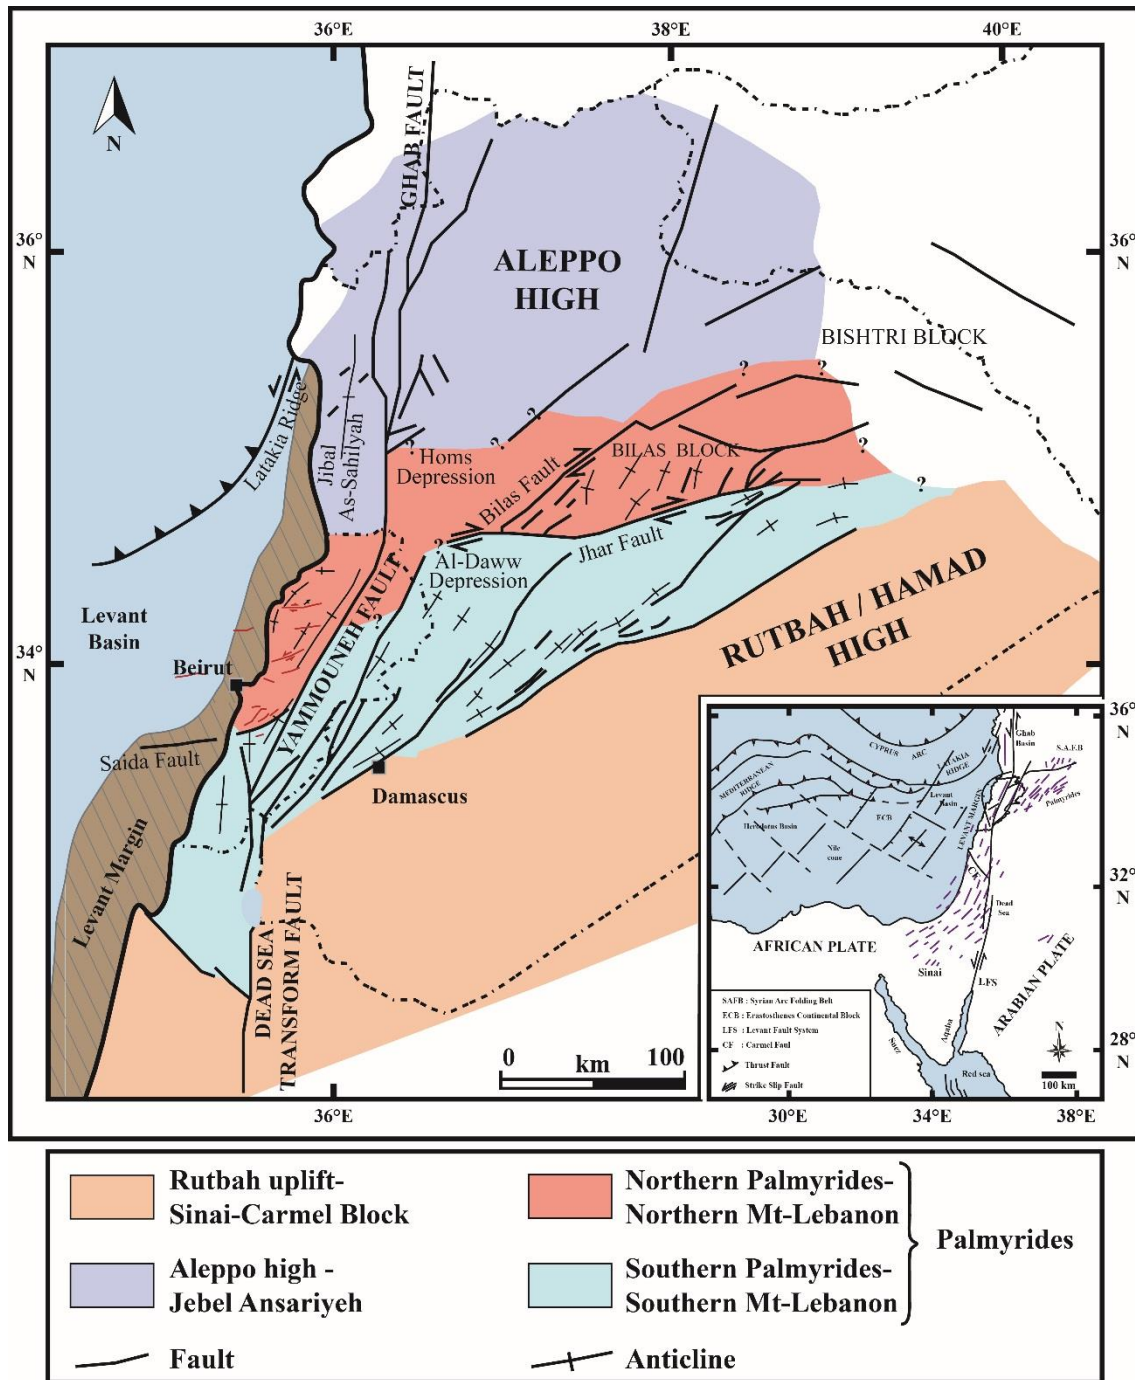 36°E
38°E
40°E
N
GHAB FAULT
36°
N
36°
N
ALEPPO
HIGH
BISHTRI BLOCK
?
?
?
Latakia Ridge
Jibal
As-Sahilyah
?
?
Homs
Depression
BILAS BLOCK
?
Bilas Fault
?
?
Jhar Fault
Al-Daww
Depression
Levant
Basin
YAMMOUNEH FAULT
?
RUTBAH / HAMAD
HIGH
34°
N
34°
N
Beirut
Saida Fault
Damascus
Levant Margin
DEAD SEA
TRANSFORM FAULT
0
km
100
36°E
36°
N
Ghab
Basin
S.A.F.B
CYPRUS
ARC
LATAKIA
RIDGE
MEDITERRANEAN
RIDGE
Palmyrides
Levant
Basin
LEVANT MARGIN
Herodotus Basin
ECB
Nile
cone
CF
32°
N
Dead
Sea
AFRICAN PLATE
Sinai
LFS
ARABIAN PLATE
SAFB : Syrian Arc Folding Belt
ECB : Erastosthenes Continental Block
LFS : Levant Fault System
CF : Carmel Faul
Thrust Fault
Strike Slip Fault
Suez
Aqaba
Red sea
N
28°
N
100 km
30°E
34°E
38°E
Rutbah uplift-
Sinai-Carmel Block
Northern Palmyrides-
Northern Mt-Lebanon
Palmyrides
Aleppo high -
Jebel Ansariyeh
Southern Palmyrides-
Southern Mt-Lebanon
Fault
Anticline